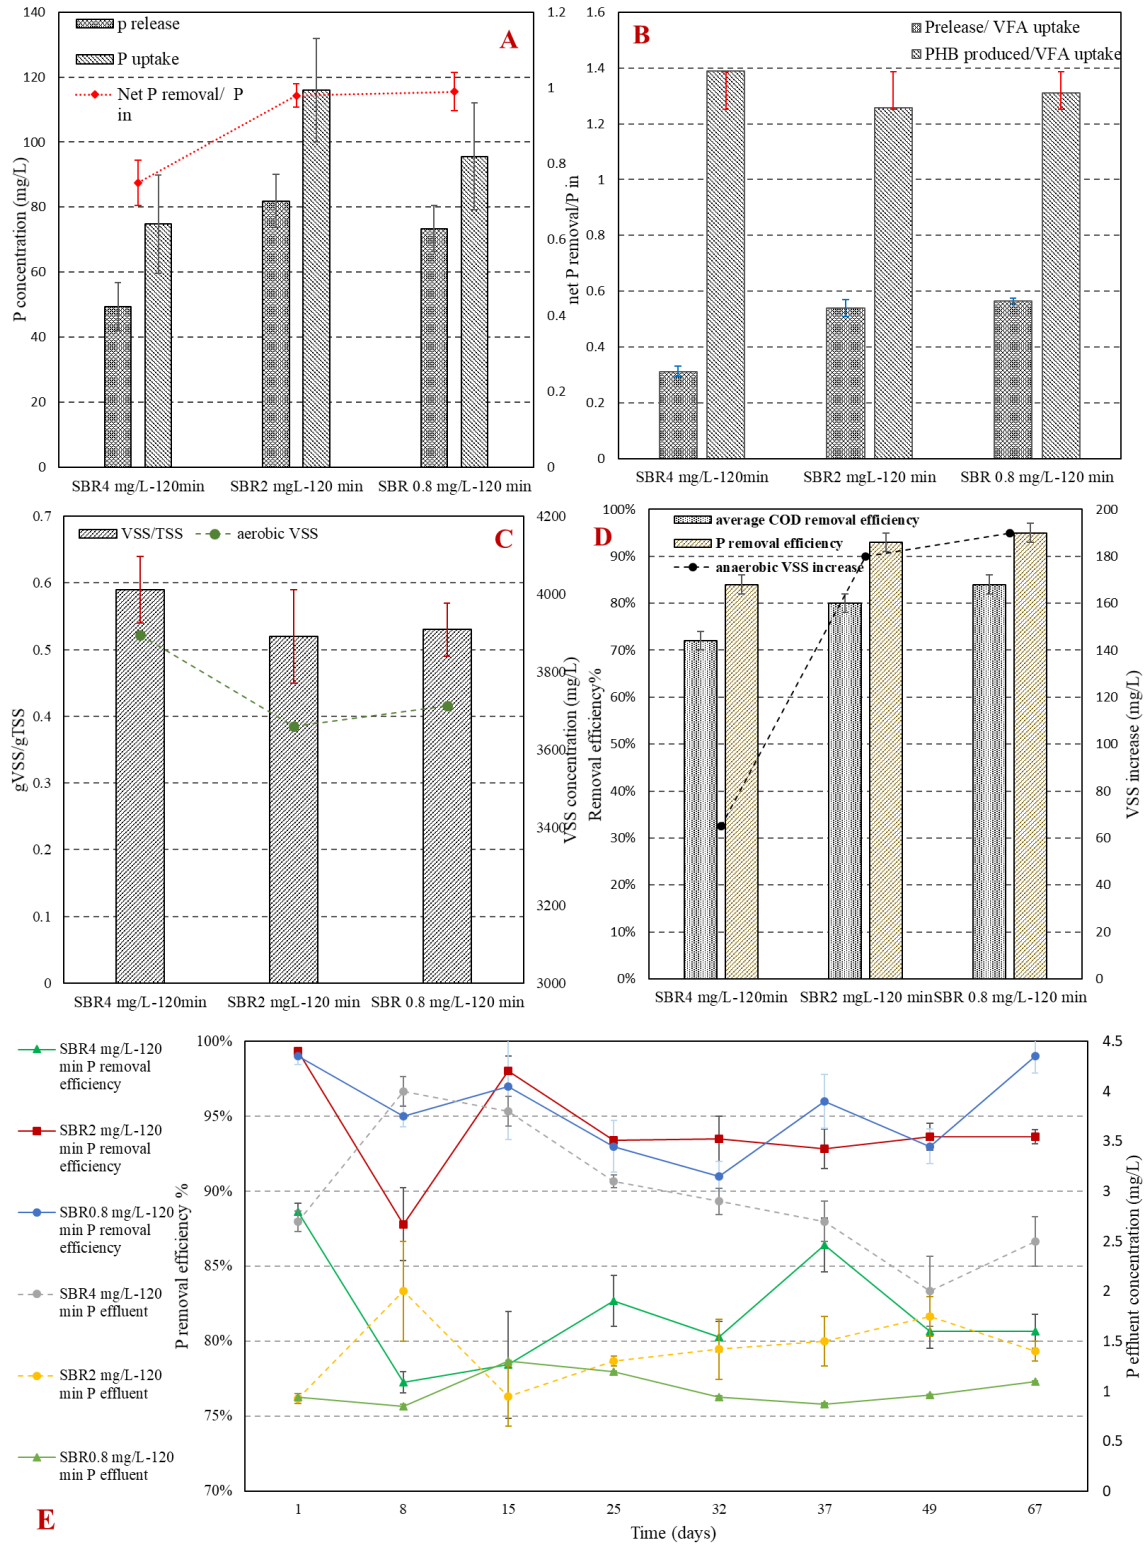 p release
P uptake
Net P removal/ P
in
A
P concentration (mg/L)
140
120
100
80
60
40
20
0
1.2
1
0.8
0.6
0.4
0.2
0
net P removal/P in
SBR4 mg/L-120min
SBR2 mgL-120 min
SBR 0.8 mg/L-120 min
B
Prelease/ VFA uptake
PHB produced/VFA uptake
1.6
1.4
1.2
1
0.8
0.6
0.4
0.2
0
SBR4 mg/L-120min
SBR2 mg/L-120 min
SBR 0.8 mg/L-120 min
VSS/TSS
aerobic VSS
C
gVSS/gTSS
0.7
0.6
0.5
0.4
0.3
0.2
0.1
0
4200
4000
3800
3600
3400
3200
3000
VSS concentration (mg/L)
SBR4 mg/L-120min
SBR2 mgL-120 min
SBR 0.8 mg/L-120 min
D
average COD removal efficiency
P removal efficiency
anaerobic VSS increase
Removal efficiency%
100%
90%
80%
70%
60%
50%
40%
30%
20%
10%
0%
200
180
160
140
120
100
80
60
40
20
0
VSS increase (mg/L)
SBR4 mg/L-120min
SBR2 mgL-120 min
SBR 0.8 mg/L-120 min
SBR4 mg/L-120
min P removal
efficiency
SBR2 mg/L-120
min P removal
efficiency
SBR0.8 mg/L-120
min P removal
efficiency
SBR4 mg/L-120
min P effluent
SBR2 mg/L-120
min P effluent
SBR0.8 mg/L-120
min P effluent
E
P removal efficiency %
100%
95%
90%
85%
80%
75%
70%
4.5
4
3.5
3
2.5
2
1.5
1
0.5
0
P effluent concentration (mg/L)
1
8
15
25
32
37
49
67
Time (days)